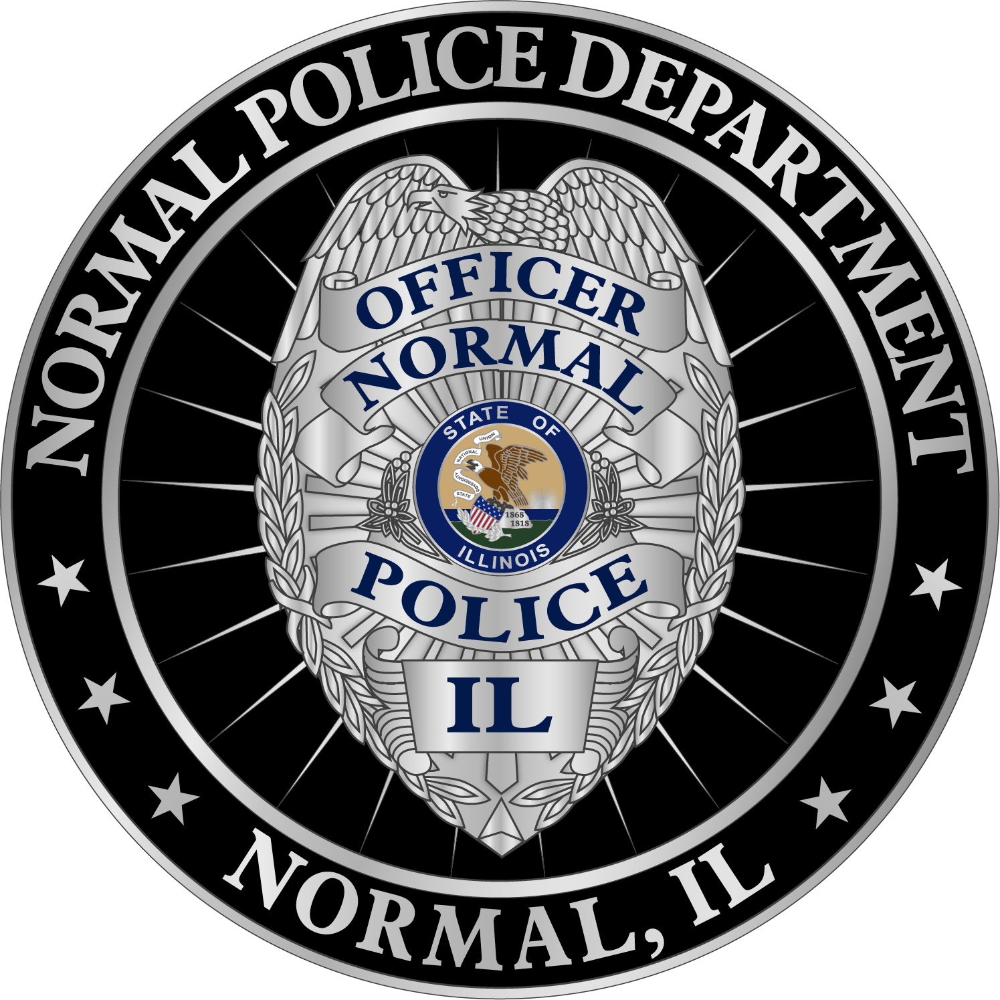 NORMAL POLICE DEPARTMENT
OFFICER
NORMAL
STATE OF
UNION
NATIONAL
SOVEREIGNTY
STATE
1868
1818
ILLINOIS
POLICE
IL
NORMAL, IL